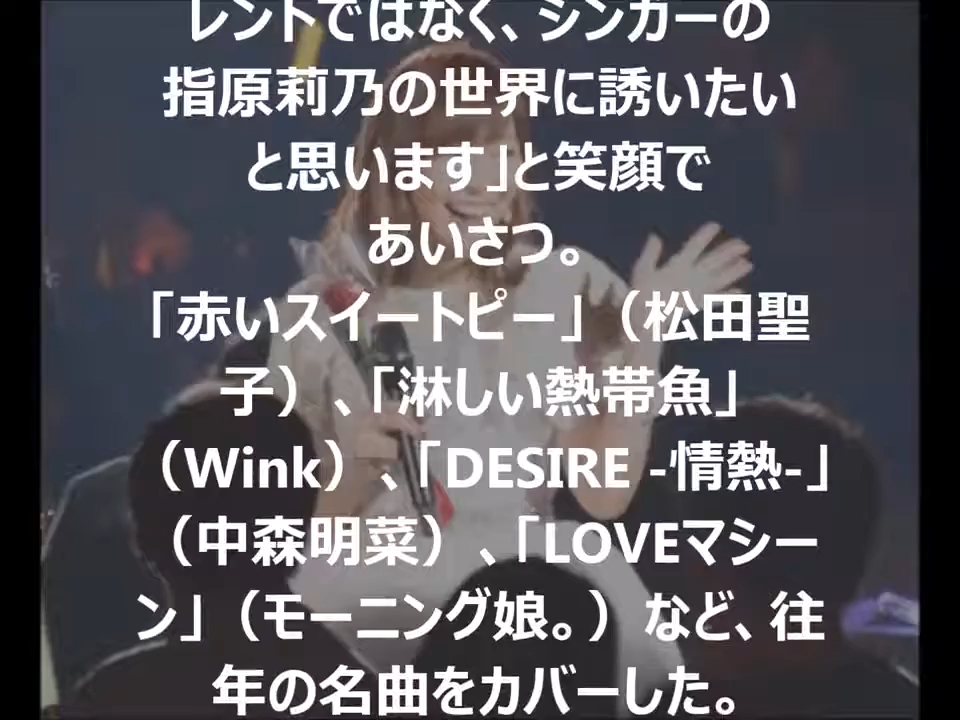 レントではなく、シンガーの
指原莉乃の世界に誘いたい
と思います」と笑顔で
あいさつ。
「赤いスイートピー」（松田聖
子）、「淋しい熱帯魚」
（Wink）、「DESIRE -情熱-」
（中森明菜）、「LOVEマシー
ン」（モーニング娘。）など、往
年の名曲をカバーした。